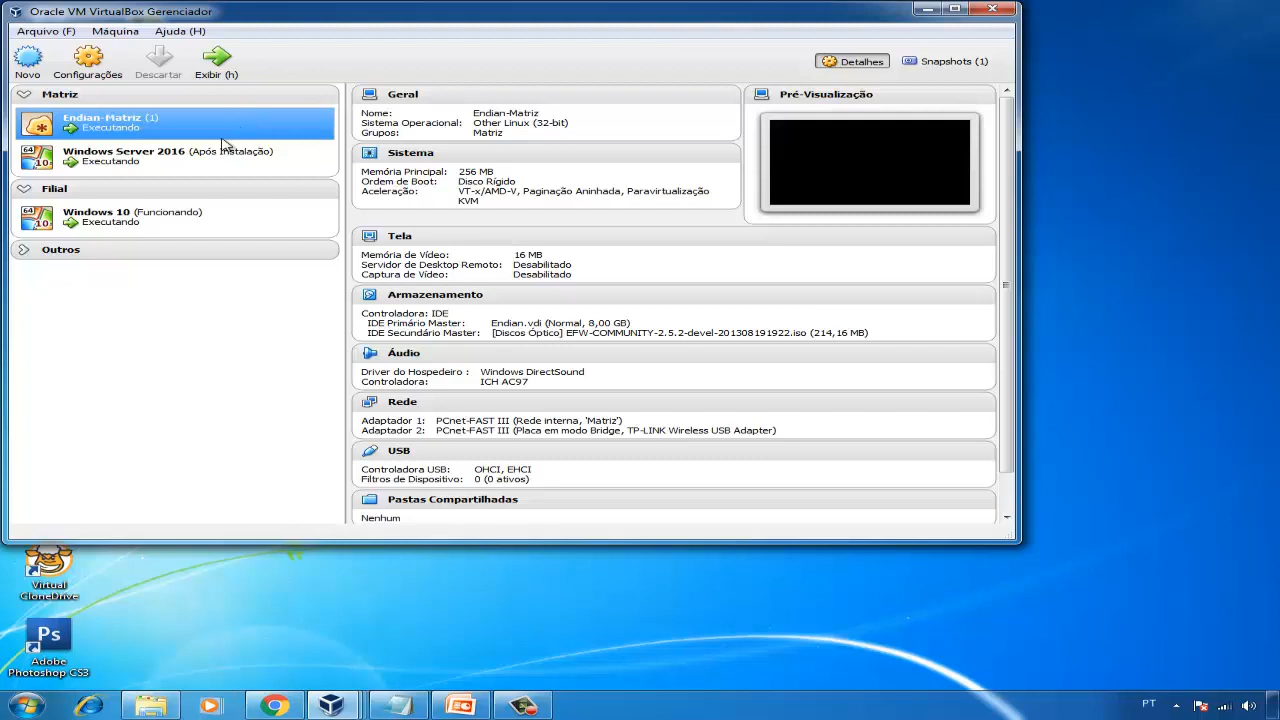 Oracle VM VirtualBox Gerenciador
Arquivo (F) Máquina Ajuda (H)
Novo Configurações Descartar Exibir (h)
Detalhes Snapshots (1)
Matriz
Endian-Matriz (1)
Executando
Windows Server 2016 (Após Instalação)
Executando
Filial
Windows 10 (Funcionando)
Executando
Outros
Geral
Nome: Endian-Matriz
Sistema Operacional: Other Linux (32-bit)
Grupos: Matriz
Pré-Visualização
Sistema
Memória Principal: 256 MB
Ordem de Boot: Disco Rígido
Aceleração: VT-x/AMD-V, Paginação Aninhada, Paravirtualização
KVM
Tela
Memória de Vídeo: 16 MB
Servidor de Desktop Remoto: Desabilitado
Captura de Vídeo: Desabilitado
Armazenamento
Controladora: IDE
IDE Primário Master: Endian.vdi (Normal, 8,00 GB)
IDE Secundário Master: [Discos Óptico] EFW-COMMUNITY-2.5.2-devel-201308191922.iso (214,16 MB)
Áudio
Driver do Hospedeiro : Windows DirectSound
Controladora: ICH AC97
Rede
Adaptador 1: PCnet-FAST III (Rede interna, 'Matriz')
Adaptador 2: PCnet-FAST III (Placa em modo Bridge, TP-LINK Wireless USB Adapter)
USB
Controladora USB: OHCI, EHCI
Filtros de Dispositivo: 0 (0 ativos)
Pastas Compartilhadas
Nenhum
Virtual
CloneDrive
Ps
Adobe
Photoshop CS3
PT